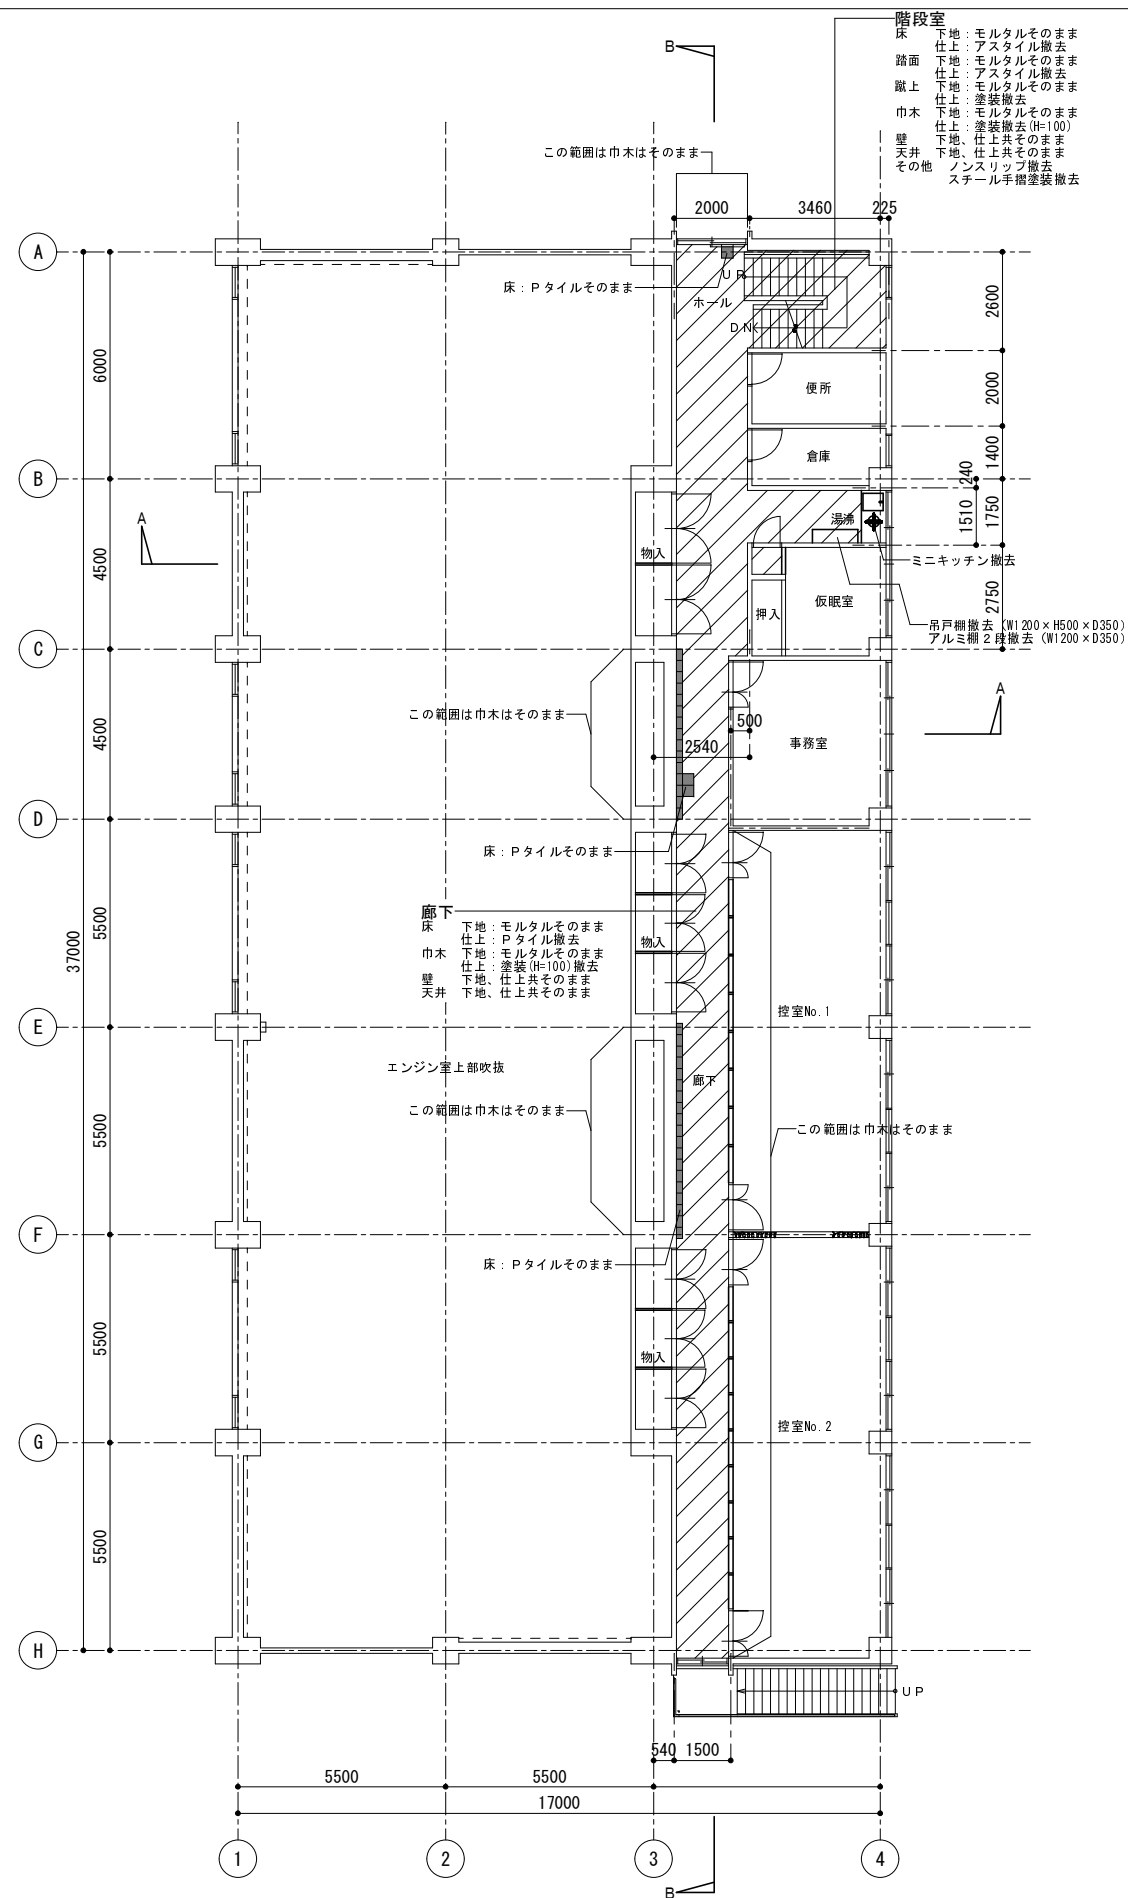 階段室
床 下地：モルタルそのまま
仕上：アスタイル撤去
踏面 下地：モルタルそのまま
仕上：アスタイル撤去
蹴上 下地：モルタルそのまま
仕上：塗装撤去
巾木 下地：モルタルそのまま
仕上：塗装撤去(H=100)
壁 下地、仕上共そのまま
天井 下地、仕上共そのまま
その他 ノンスリップ撤去
スチール手摺塗装撤去
B
この範囲は巾木はそのまま
2000 3460 225
A
床：Ｐタイルそのまま
ＵＰ
ホール
ＤＮ
2600
6000
便所
2000
倉庫
1400
B
240
1510
1750
湯沸
A
物入
ミニキッチン撤去
4500
仮眠室
押入
2750
吊戸棚撤去（W1200×H500×D350）
アルミ棚２段撤去（W1200×D350）
C
A
この範囲は巾木はそのまま
500
2540
事務室
4500
D
床：Ｐタイルそのまま
廊下
床 下地：モルタルそのまま
仕上：Ｐタイル撤去
巾木 下地：モルタルそのまま
仕上：塗装(H=100)撤去
壁 下地、仕上共そのまま
天井 下地、仕上共そのまま
物入
5500
37000
控室No.1
E
エンジン室上部吹抜
廊下
この範囲は巾木はそのまま
この範囲は巾木はそのまま
5500
F
床：Ｐタイルそのまま
5500
物入
控室No.2
G
5500
H
ＵＰ
540 1500
5500 5500
17000
1 2 3 4
B